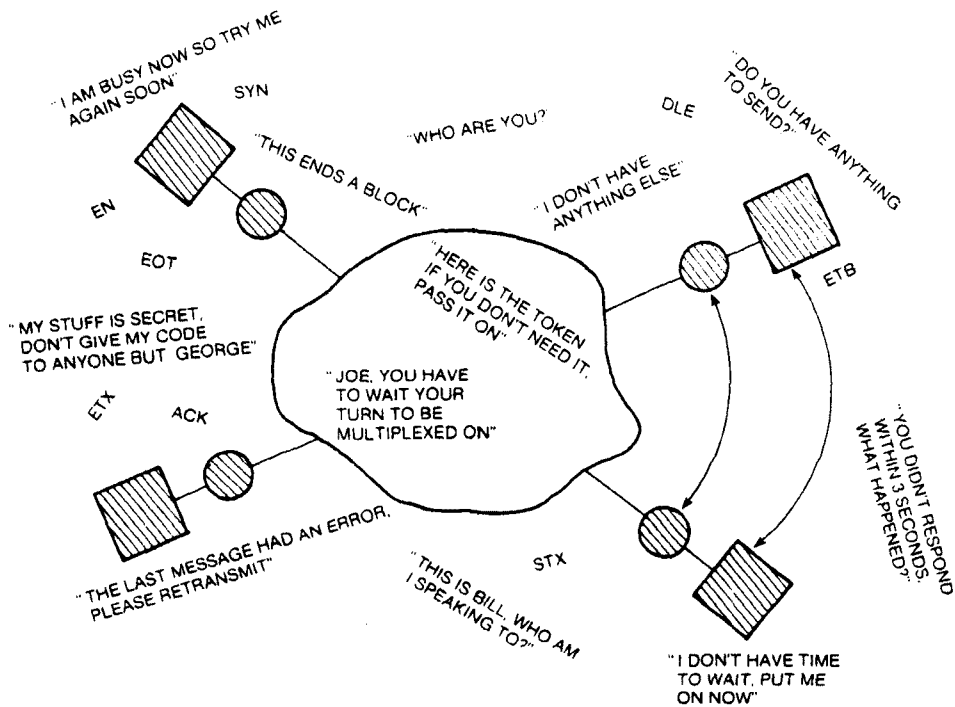 "I AM BUSY NOW SO TRY ME
AGAIN SOON"
SYN
"WHO ARE YOU?"
DLE
"DO YOU HAVE ANYTHING
TO SEND?"
"THIS ENDS A BLOCK"
"I DON'T HAVE
ANYTHING ELSE"
EN
EOT
ETB
"HERE IS THE TOKEN
IF YOU DON'T NEED IT,
PASS IT ON"
"MY STUFF IS SECRET,
DON'T GIVE MY CODE
TO ANYONE BUT GEORGE"
"JOE, YOU HAVE
TO WAIT YOUR
TURN TO BE
MULTIPLEXED ON"
ETX
ACK
"YOU DIDN'T RESPOND
WITHIN 3 SECONDS.
WHAT HAPPENED?"
"THE LAST MESSAGE HAD AN ERROR,
PLEASE RETRANSMIT"
STX
"THIS IS BILL, WHO AM
I SPEAKING TO?"
"I DON'T HAVE TIME
TO WAIT, PUT ME
ON NOW"